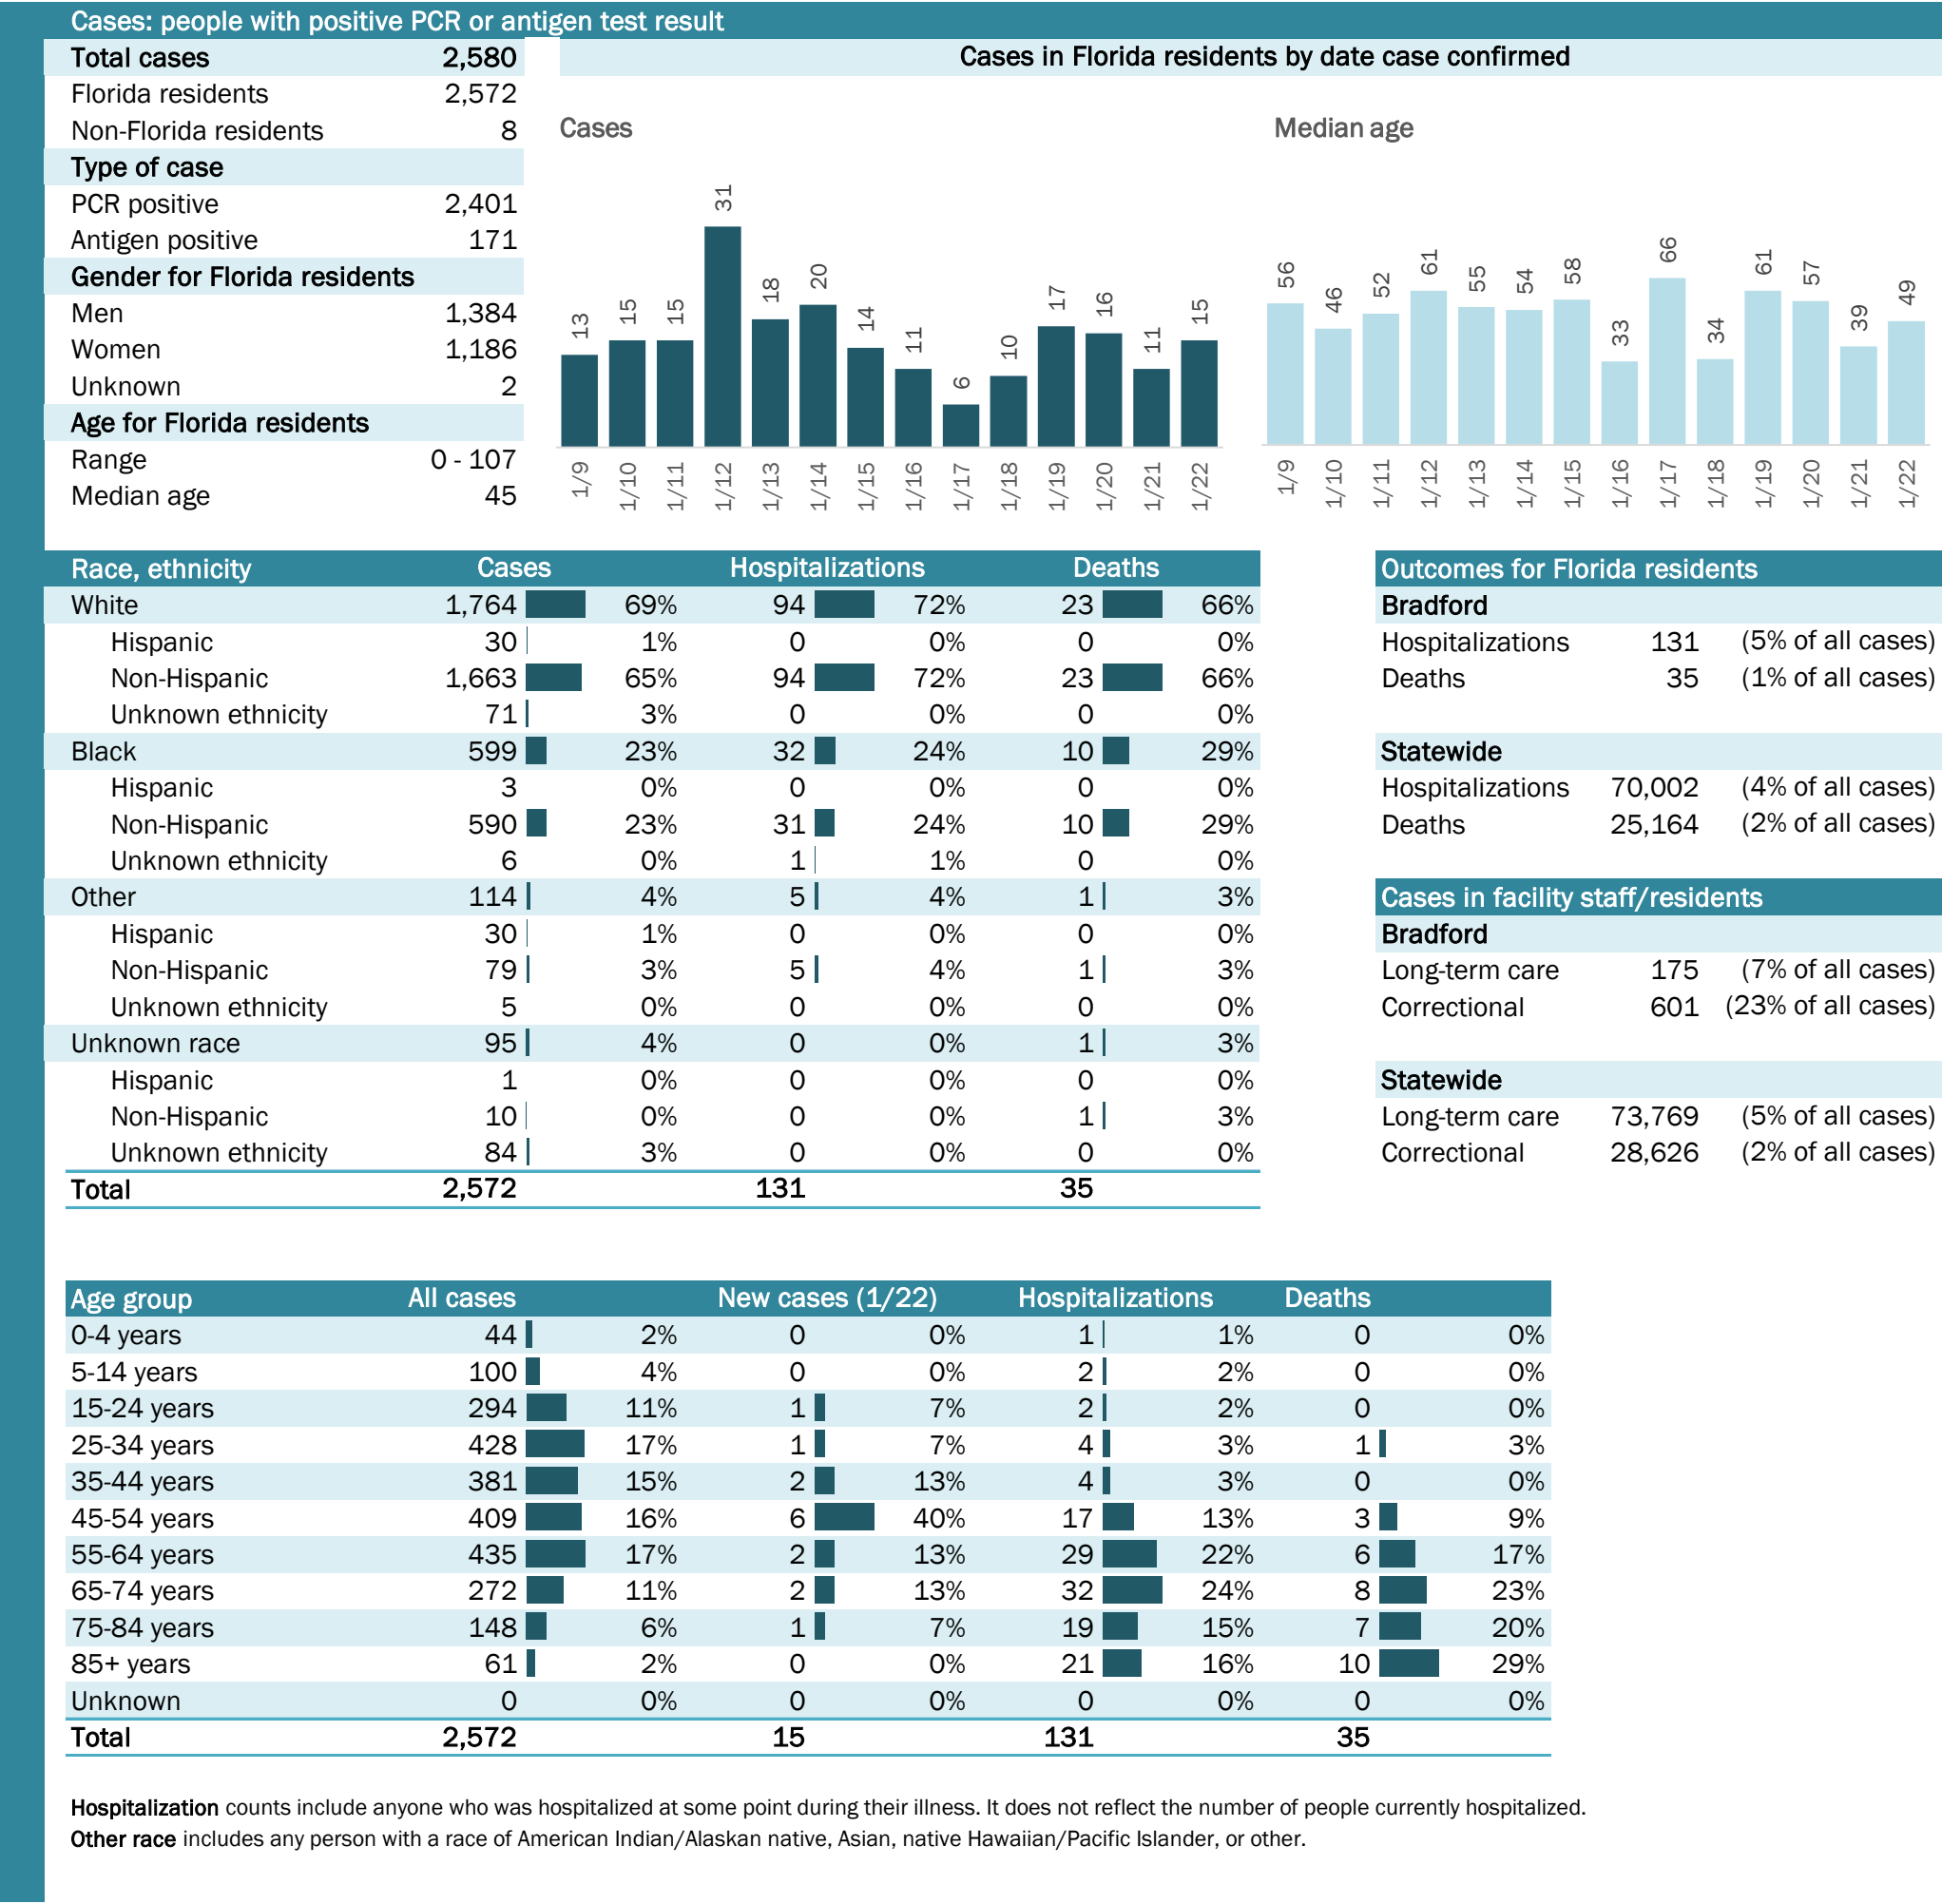 Cases: people with positive PCR or antigen test result
Total cases 2,580
Florida residents 2,572
Non-Florida residents 8
Type of case
PCR positive 2,401
Antigen positive 171
Gender for Florida residents
Men 1,384
Women 1,186
Unknown 2
Age for Florida residents
Range 0 - 107
Median age 45
Cases in Florida residents by date case confirmed
Cases
13 15 15 31 18 20 14 11 6 10 17 16 11 15
1/9 1/10 1/11 1/12 1/13 1/14 1/15 1/16 1/17 1/18 1/19 1/20 1/21 1/22
Median age
56 46 52 61 55 54 58 33 66 34 61 57 39 49
1/9 1/10 1/11 1/12 1/13 1/14 1/15 1/16 1/17 1/18 1/19 1/20 1/21 1/22
Race, ethnicity Cases Hospitalizations Deaths
White 1,764 69% 94 72% 23 66%
Hispanic 30 1% 0 0% 0 0%
Non-Hispanic 1,663 65% 94 72% 23 66%
Unknown ethnicity 71 3% 0 0% 0 0%
Black 599 23% 32 24% 10 29%
Hispanic 3 0% 0 0% 0 0%
Non-Hispanic 590 23% 31 24% 10 29%
Unknown ethnicity 6 0% 1 1% 0 0%
Other 114 4% 5 4% 1 3%
Hispanic 30 1% 0 0% 0 0%
Non-Hispanic 79 3% 5 4% 1 3%
Unknown ethnicity 5 0% 0 0% 0 0%
Unknown race 95 4% 0 0% 1 3%
Hispanic 1 0% 0 0% 0 0%
Non-Hispanic 10 0% 0 0% 1 3%
Unknown ethnicity 84 3% 0 0% 0 0%
Total 2,572 131 35
Outcomes for Florida residents
Bradford
Hospitalizations 131 (5% of all cases)
Deaths 35 (1% of all cases)
Statewide
Hospitalizations 70,002 (4% of all cases)
Deaths 25,164 (2% of all cases)
Cases in facility staff/residents
Bradford
Long-term care 175 (7% of all cases)
Correctional 601 (23% of all cases)
Statewide
Long-term care 73,769 (5% of all cases)
Correctional 28,626 (2% of all cases)
Age group All cases New cases (1/22) Hospitalizations Deaths
0-4 years 44 2% 0 0% 1 1% 0 0%
5-14 years 100 4% 0 0% 2 2% 0 0%
15-24 years 294 11% 1 7% 2 2% 0 0%
25-34 years 428 17% 1 7% 4 3% 1 3%
35-44 years 381 15% 2 13% 4 3% 0 0%
45-54 years 409 16% 6 40% 17 13% 3 9%
55-64 years 435 17% 2 13% 29 22% 6 17%
65-74 years 272 11% 2 13% 32 24% 8 23%
75-84 years 148 6% 1 7% 19 15% 7 20%
85+ years 61 2% 0 0% 21 16% 10 29%
Unknown 0 0% 0 0% 0 0% 0 0%
Total 2,572 15 131 35
Hospitalization counts include anyone who was hospitalized at some point during their illness. It does not reflect the number of people currently hospitalized.
Other race includes any person with a race of American Indian/Alaskan native, Asian, native Hawaiian/Pacific Islander, or other.